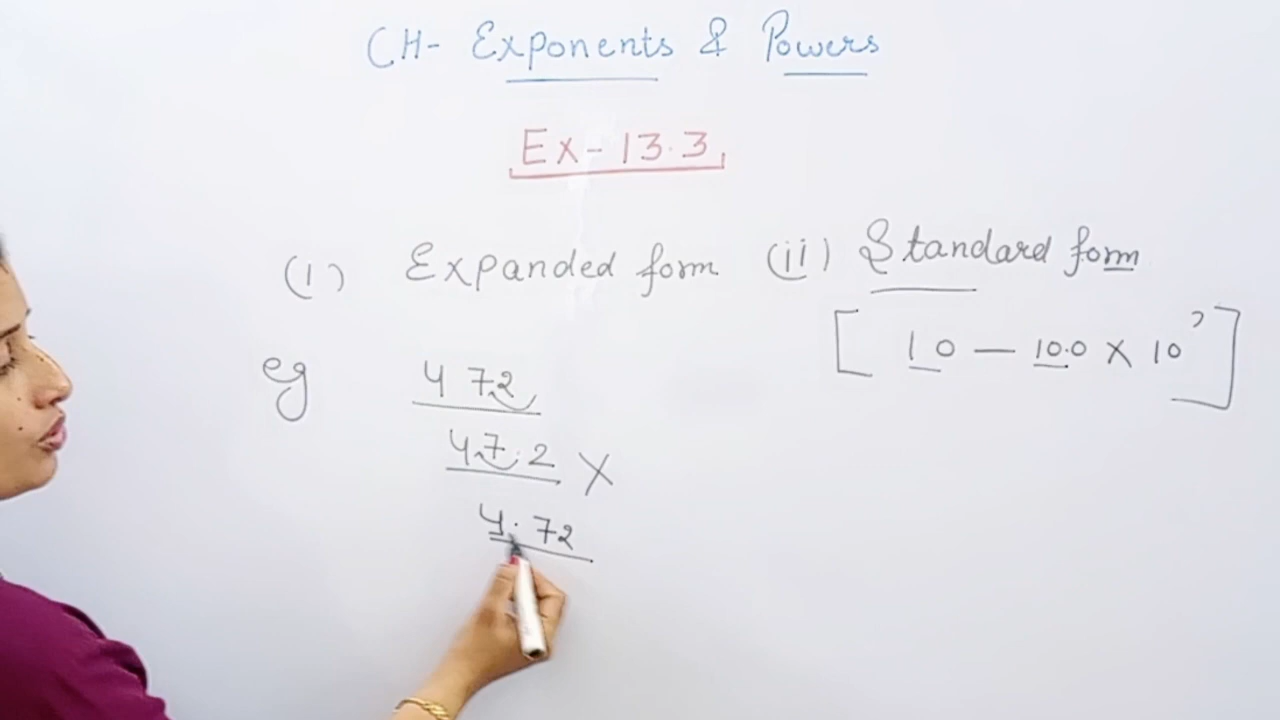 CH- Exponents & Powers
Ex - 13.3
(i) Expanded form (ii) Standard form
[ 1 0 — 10.0 X 10^? ]
eg 472
47.2 X
4.72